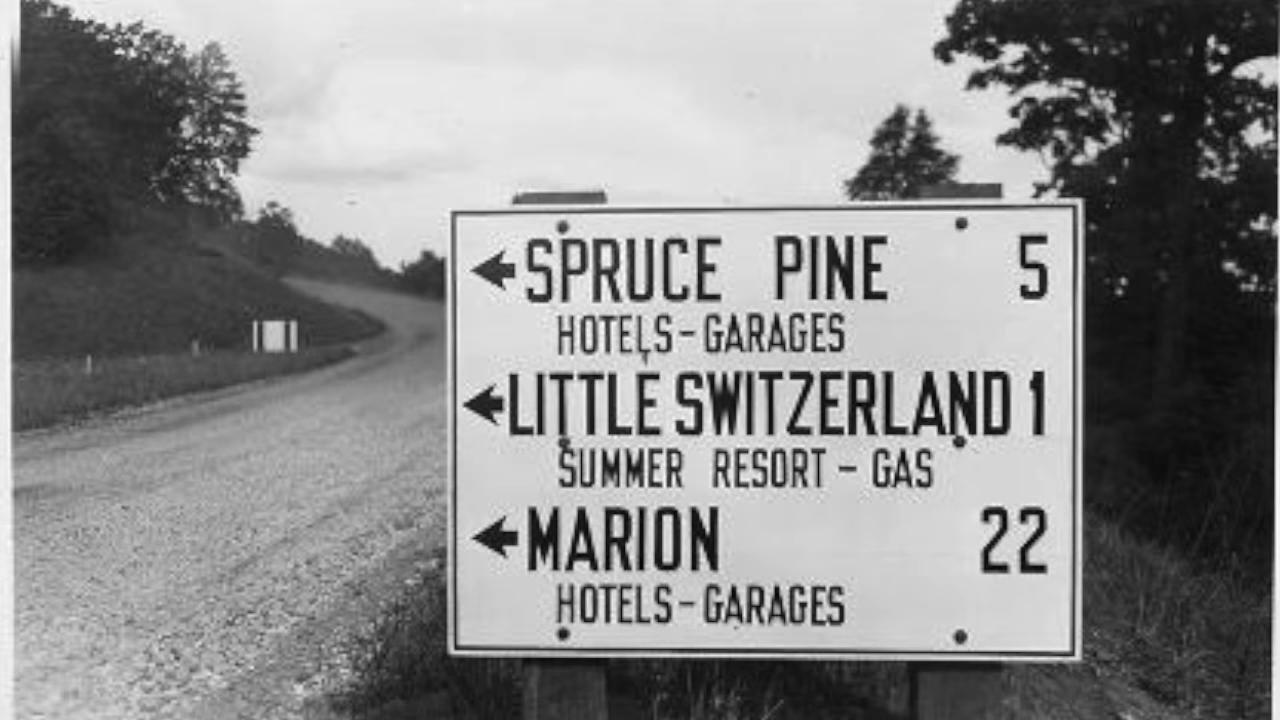 ← SPRUCE PINE 5
HOTELS - GARAGES
← LITTLE SWITZERLAND 1
SUMMER RESORT - GAS
← MARION 22
HOTELS - GARAGES